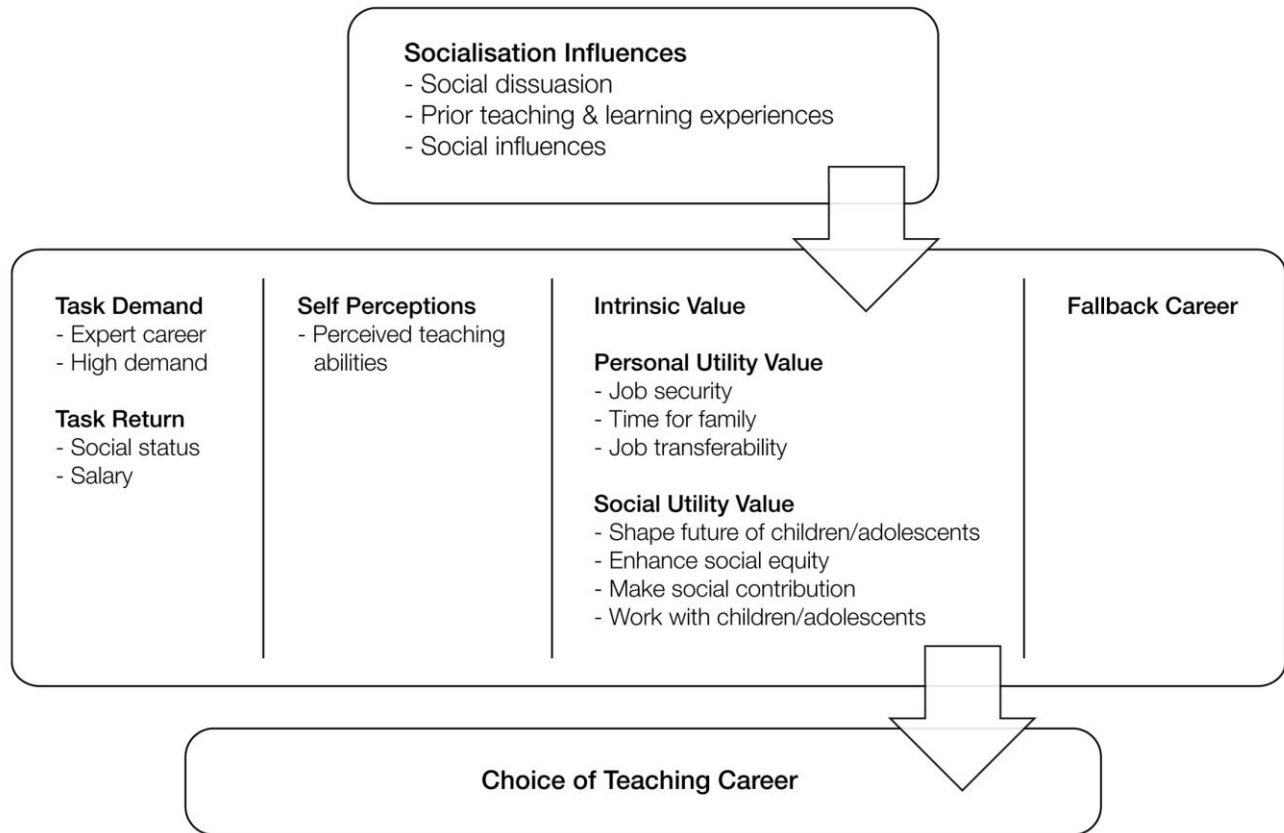 Socialisation Influences
- Social dissuasion
- Prior teaching & learning experiences
- Social influences
Task Demand
- Expert career
- High demand
Task Return
- Social status
- Salary
Self Perceptions
- Perceived teaching
abilities
Intrinsic Value
Personal Utility Value
- Job security
- Time for family
- Job transferability
Social Utility Value
- Shape future of children/adolescents
- Enhance social equity
- Make social contribution
- Work with children/adolescents
Fallback Career
Choice of Teaching Career